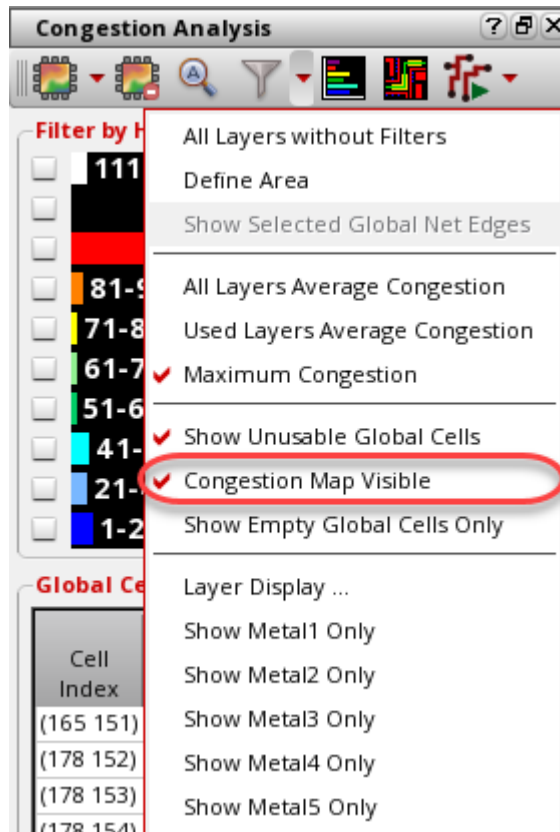 Congestion Analysis
Filter by H
111
81-9
71-8
61-7
51-6
41-
21-
1-2
All Layers without Filters
Define Area
Show Selected Global Net Edges
All Layers Average Congestion
Used Layers Average Congestion
Maximum Congestion
Show Unusable Global Cells
Congestion Map Visible
Show Empty Global Cells Only
Layer Display ...
Show Metal1 Only
Show Metal2 Only
Show Metal3 Only
Show Metal4 Only
Show Metal5 Only
Global Ce
Cell
Index
(165 151)
(178 152)
(178 153)
(178 154)